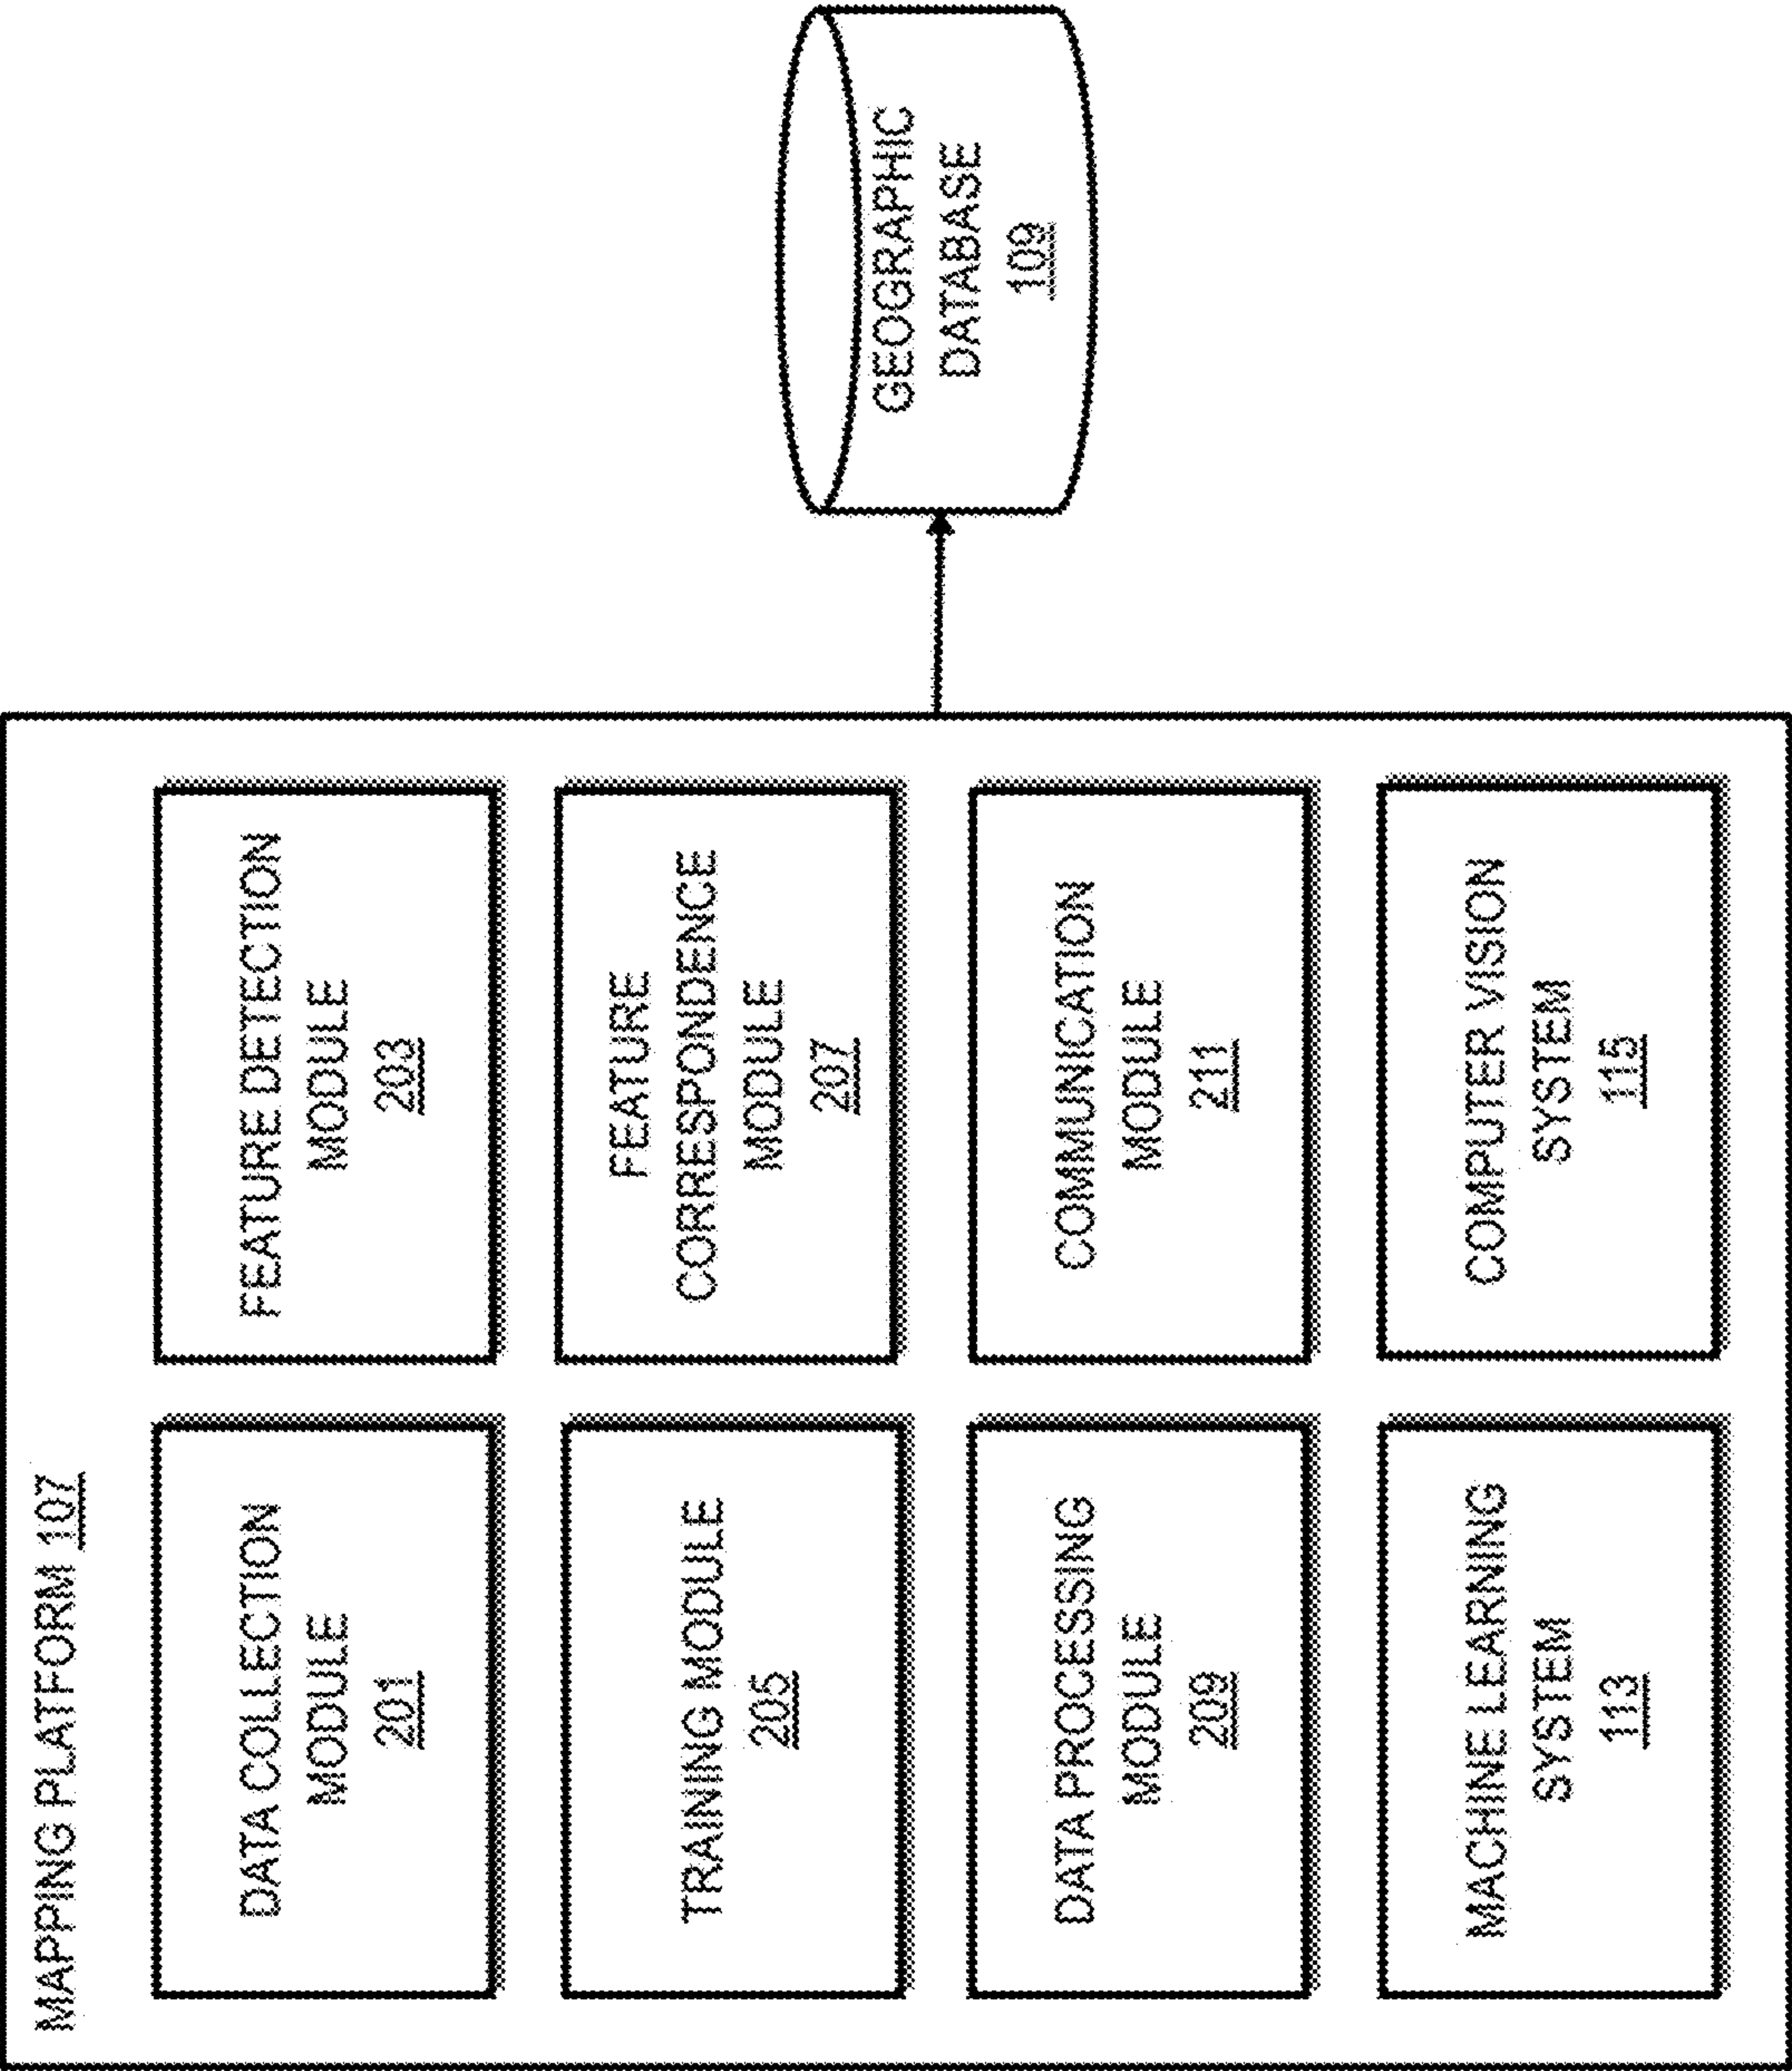 MAPPING PLATFORM 107
DATA COLLECTION
MODULE
201
FEATURE DETECTION
MODULE
203
TRAINING MODULE
205
FEATURE
CORRESPONDENCE
MODULE
207
DATA PROCESSING
MODULE
209
COMMUNICATION
MODULE
211
MACHINE LEARNING
SYSTEM
113
COMPUTER VISION
SYSTEM
115
GEOGRAPHIC
DATABASE
109